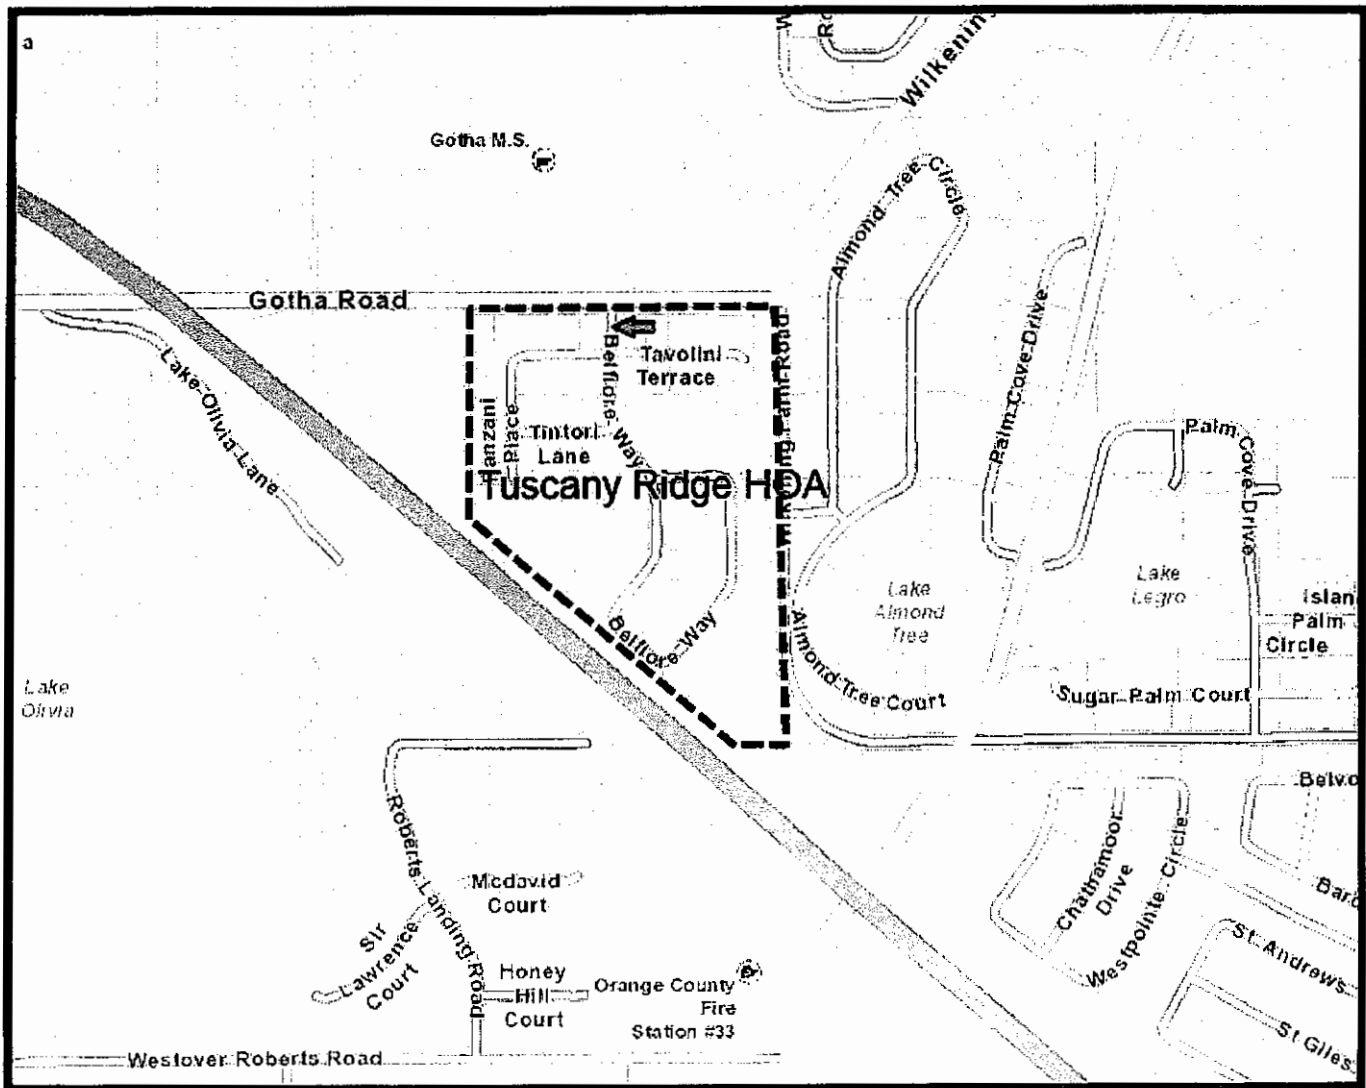 a
Wilkening
Gotha M.S.
Almond Tree Circle
Gotha Road
Belfiore Way
Tavolini
Terrace
Palm Cove Drive
Lake Olivia Lane
Place
Tintori
Lane
Palm Cove Drive
Tuscany Ridge HOA
Lake
Almond
Tree
Lake
Legro
Islan
Palm
Circle
Belfiore Way
Almond Tree Court
Sugar Palm Court
Lake
Olivia
Belvo
Roberts Landing Road
Chathamoor
Drive
Westpointe Circle
Mcdavid
Court
Sir
Lawrence
Court
St. Andrews
Honey
Hill
Court
Orange County
Fire
Station #33
St Giles
Westover Roberts Road